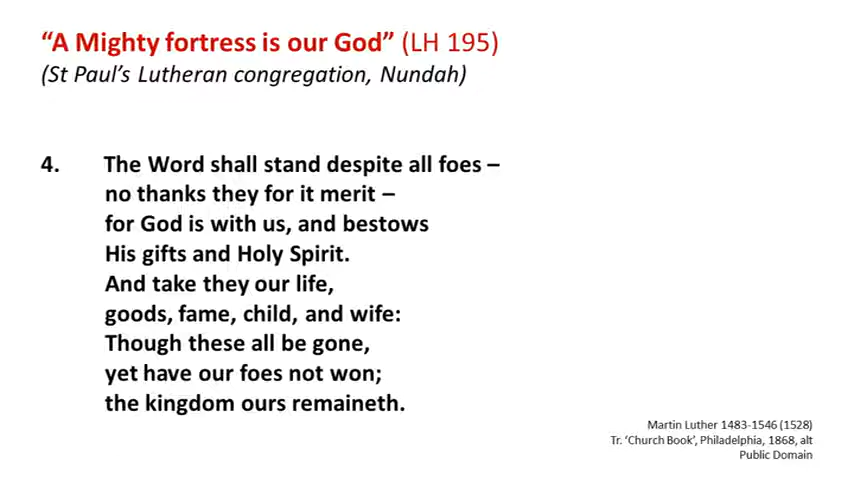 “A Mighty fortress is our God” (LH 195)
(St Paul’s Lutheran congregation, Nundah)
4. The Word shall stand despite all foes –
no thanks they for it merit –
for God is with us, and bestows
His gifts and Holy Spirit.
And take they our life,
goods, fame, child, and wife:
Though these all be gone,
yet have our foes not won;
the kingdom ours remaineth.
Martin Luther 1483-1546 (1528)
Tr. ‘Church Book’, Philadelphia, 1868, alt
Public Domain